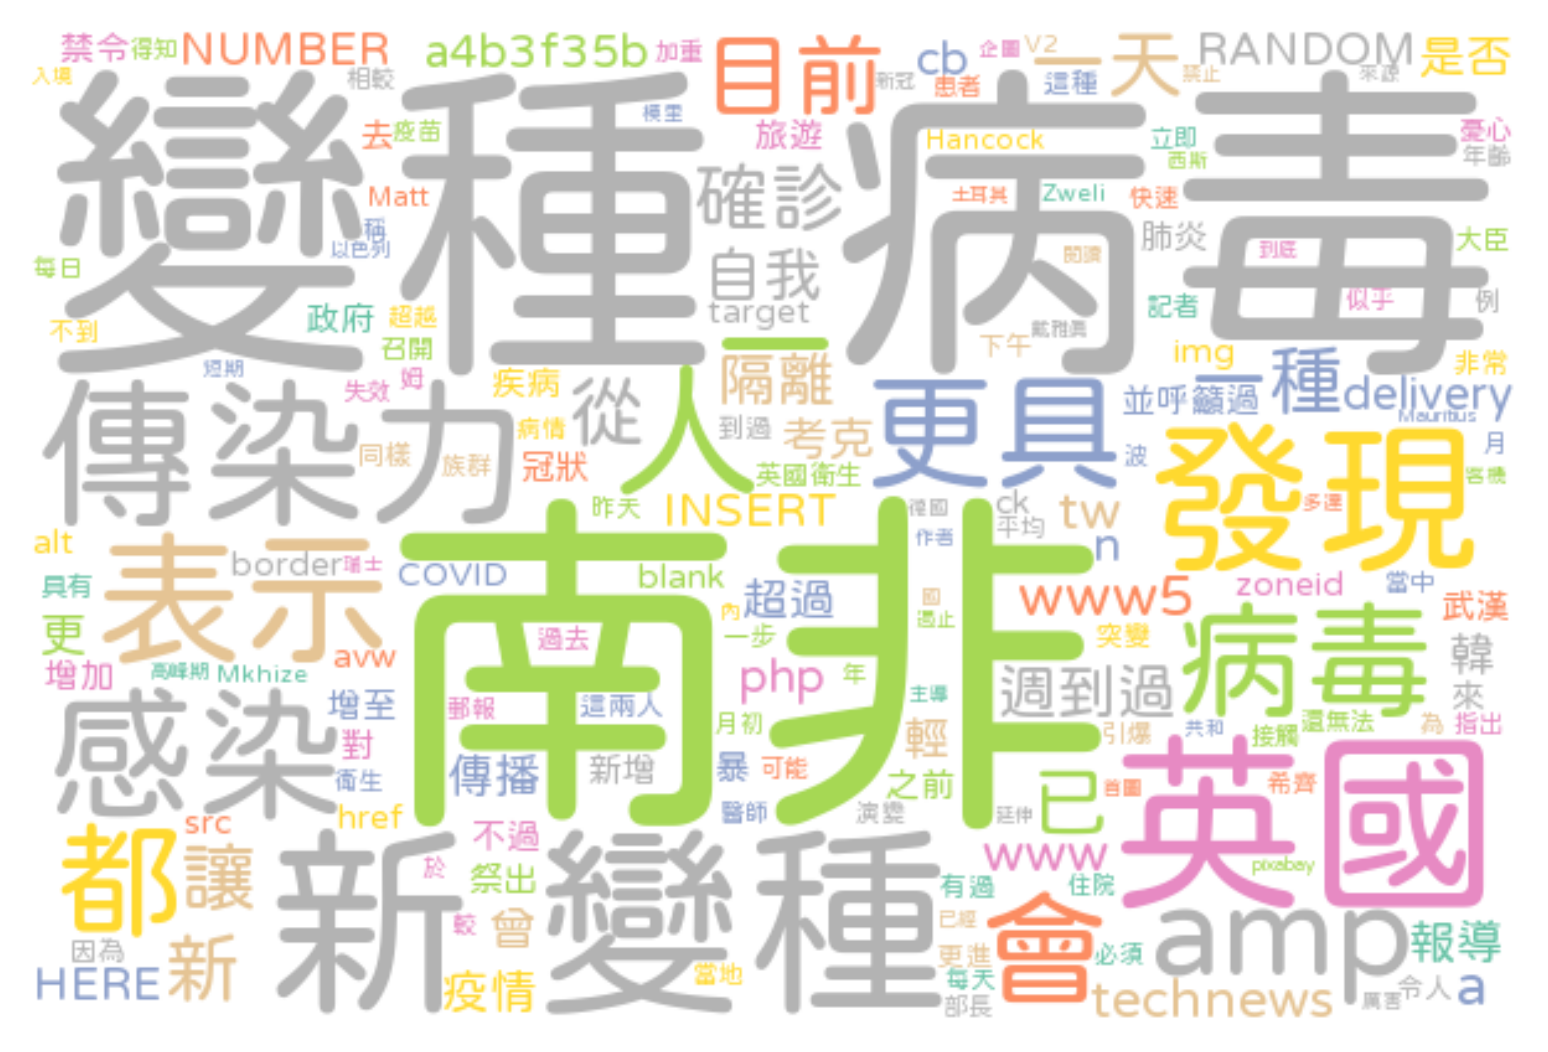 禁令 得知 NUMBER a4b3f35b 加重 目前 cb 企圖 V2 一天 RANDOM 是否
入境 相較 新冠 患者 這種 禁止 來源
變種病毒
去 疫苗 模里 旅遊 Hancock 立即 憂心
西斯 年齡
Matt 確診 土耳其 Zweli 快速
稱 以色列 肺炎 到底 大臣
每日 自我 閱讀
政府 超越 target 記者 似乎 例
不到 召開 下午 戴雅真
短期 失效 姆 疾病 隔離 img 一種 非常
傳染力 從 人 一 更具 並呼籲過 delivery
Mauritius
同樣 族群 病情 到過 考克 發現 月
冠狀 英國衛生 波 客機
昨天 INSERT 德國 ck tw 多達
平均
alt 表示 border 瑞士 南非 作者 n
具有 COVID blank 超過 國 www5 zoneid 當中
更 過去 內 一步 遏止 突變 病毒 武漢
增加 高峰期 Mkhize avw php 年 主導 週到過 韓
來
感染 增至 郵報 這兩人 月初 輕 引爆 共和 接觸 還無法 為 指出
對 衛生 傳播 新增 暴 可能 之前 已 首圖 英國 希齊
src href 醫師 演變 延伸
都 讓 新變種 不過 www pixabay
於 祭出 有過 住院
較 曾 已經 會 amp 報導
因為 更進 必須
HERE 新 疫情 當地 每天 technews 厲害 令人 a
部長